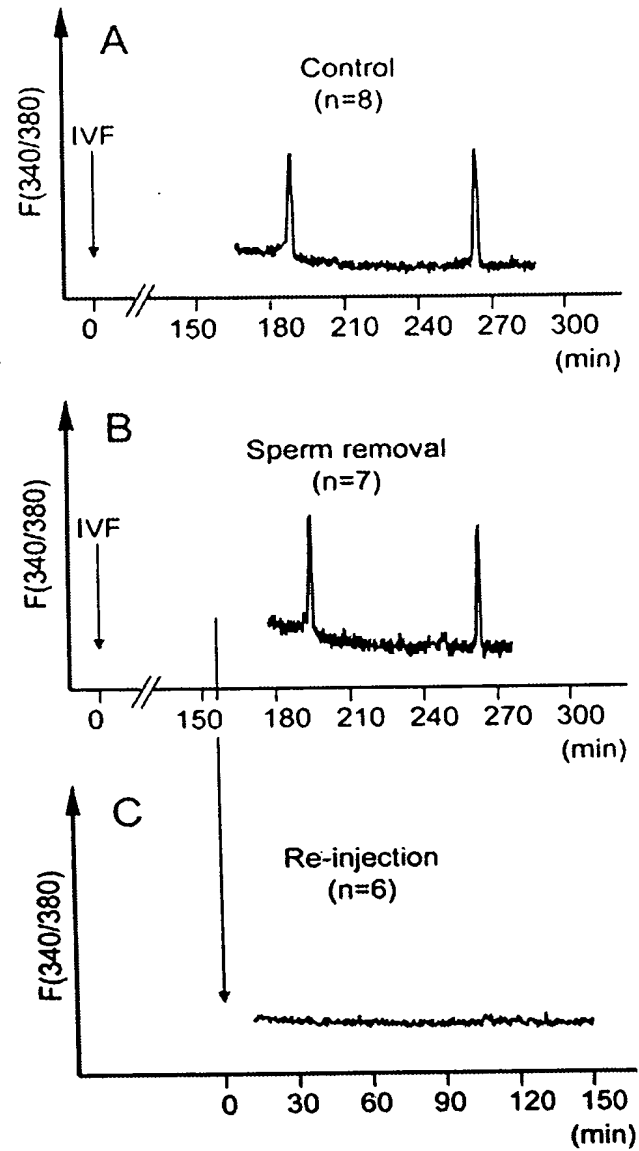 A
Control
(n=8)
F(340/380)
IVF
0 150 180 210 240 270 300
(min)
B
Sperm removal
(n=7)
F(340/380)
IVF
0 150 180 210 240 270 300
(min)
C
Re-injection
(n=6)
F(340/380)
0 30 60 90 120 150
(min)